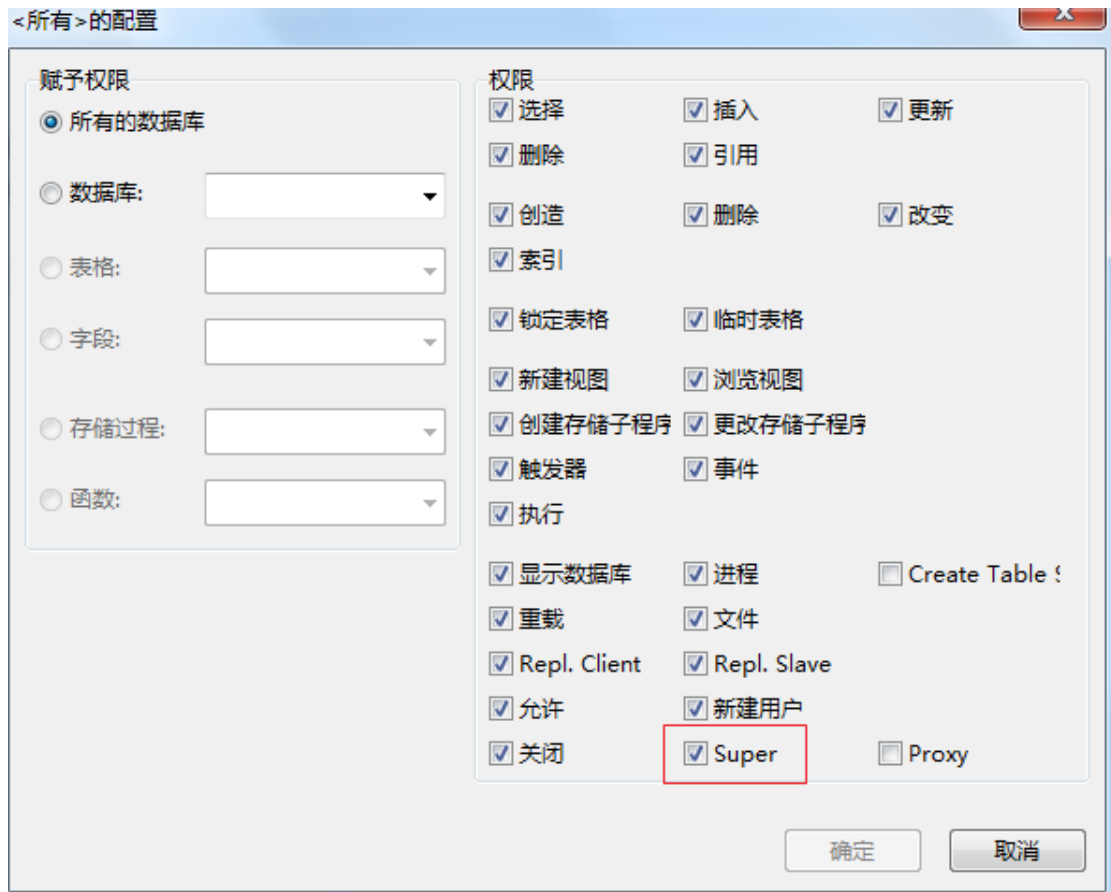 <所有>的配置
赋予权限
所有的数据库
数据库:
表格:
字段:
存储过程:
函数:
权限
选择 插入 更新
删除 引用
创造 删除 改变
索引
锁定表格 临时表格
新建视图 浏览视图
创建存储子程序 更改存储子程序
触发器 事件
执行
显示数据库 进程 Create Table
重载 文件
Repl. Client Repl. Slave
允许 新建用户
关闭 Super Proxy
确定 取消